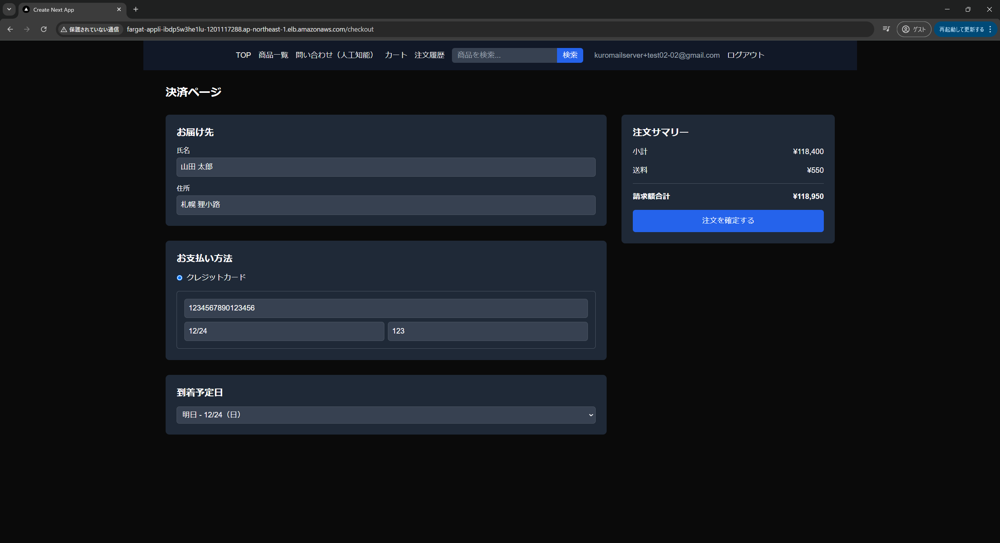 Create Next App
保護されていない通信
fargat-appli-ibdp5w3he1lu-1201117288.ap-northeast-1.elb.amazonaws.com/checkout
ゲスト
再起動して更新する
TOP 商品一覧 問い合わせ（人工知能） カート 注文履歴 商品を検索... 検索 kuromailserver+test02-02@gmail.com ログアウト
決済ページ
お届け先
氏名
山田 太郎
住所
札幌 狸小路
お支払い方法
クレジットカード
1234567890123456
12/24 123
到着予定日
明日 - 12/24（日）
注文サマリー
小計 ¥118,400
送料 ¥550
請求額合計 ¥118,950
注文を確定する